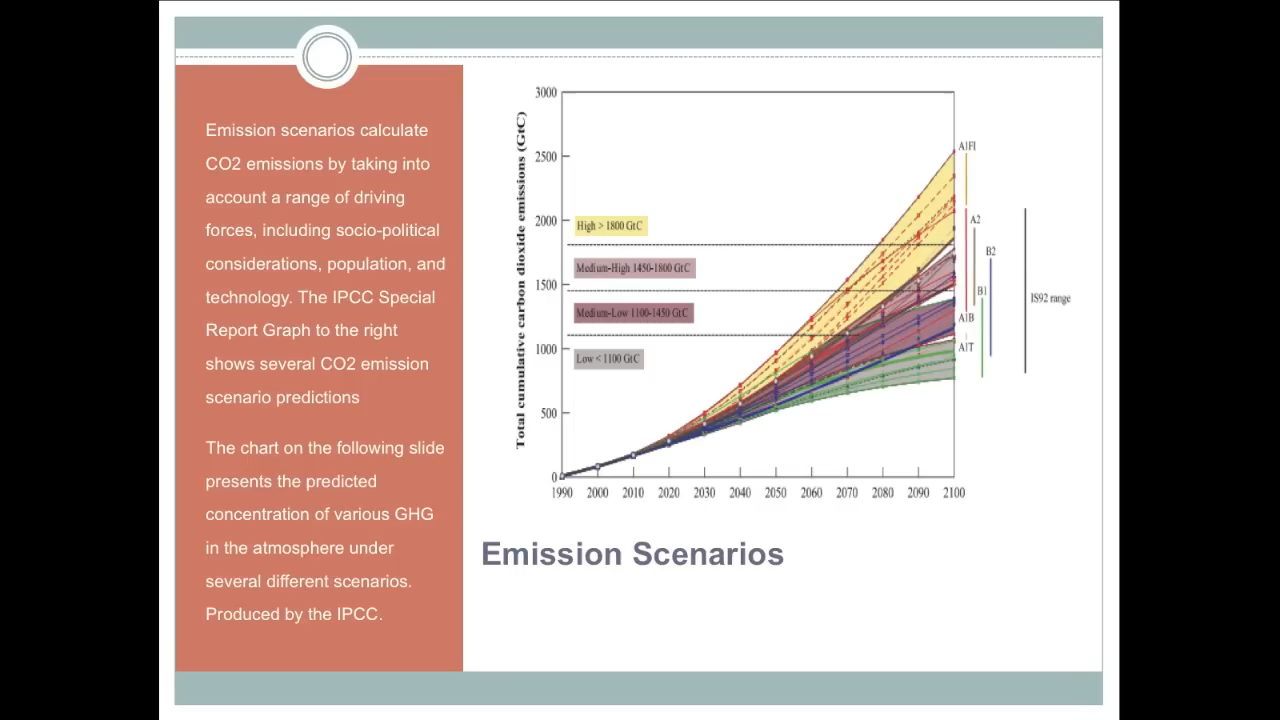 Emission scenarios calculate
CO2 emissions by taking into
account a range of driving
forces, including socio-political
considerations, population, and
technology. The IPCC Special
Report Graph to the right
shows several CO2 emission
scenario predictions
The chart on the following slide
presents the predicted
concentration of various GHG
in the atmosphere under
several different scenarios.
Produced by the IPCC.
Total cumulative carbon dioxide emissions (GtC)
3000
2500
2000
1500
1000
500
0
High > 1800 GtC
Medium-High 1450-1800 GtC
Medium-Low 1100-1450 GtC
Low < 1100 GtC
A1FI
A2
B2
B1
A1B
A1T
IS92 range
1990 2000 2010 2020 2030 2040 2050 2060 2070 2080 2090 2100
Emission Scenarios